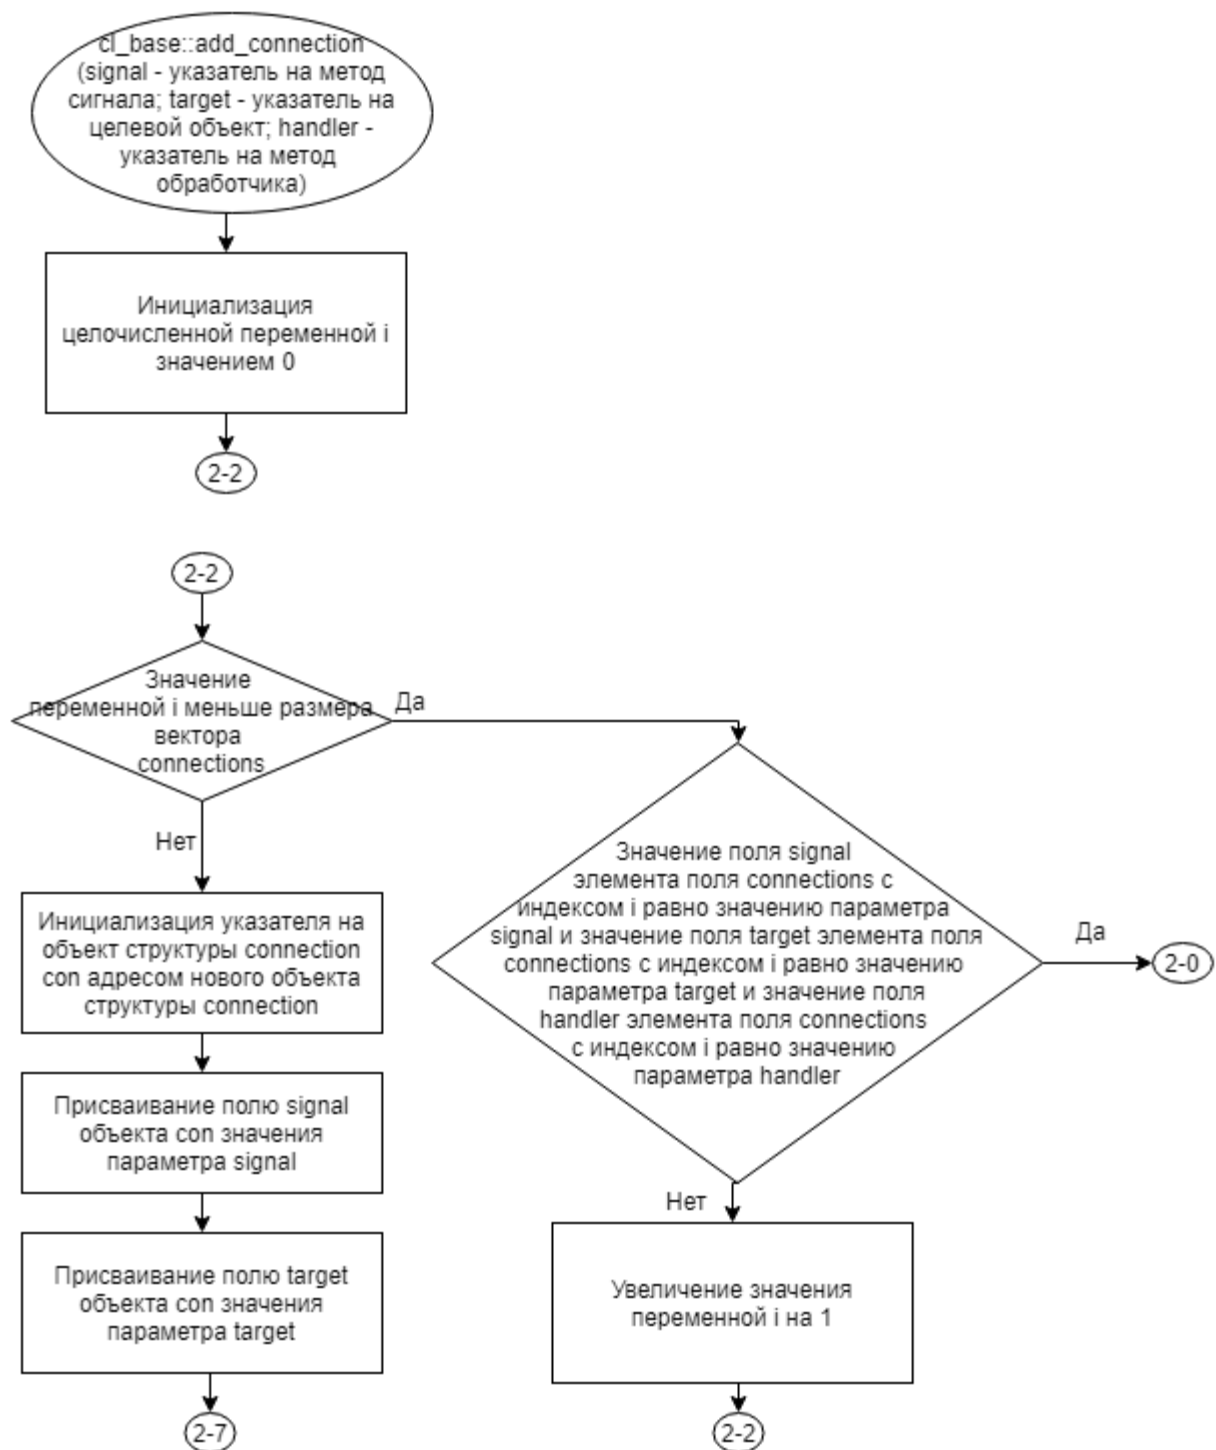 cl_base::add_connection
(signal - указатель на метод
сигнала; target - указатель на
целевой объект; handler -
указатель на метод
обработчика)
Инициализация
целочисленной переменной i
значением 0
2-2
2-2
Значение
переменной i меньше размера
вектора
connections
Да
Нет
Инициализация указателя на
объект структуры connection
con адресом нового объекта
структуры connection
Присваивание полю signal
объекта con значения
параметра signal
Присваивание полю target
объекта con значения
параметра target
2-7
Значение поля signal
элемента поля connections с
индексом i равно значению параметра
signal и значение поля target элемента поля
connections с индексом i равно значению
параметра target и значение поля
handler элемента поля connections
с индексом i равно значению
параметра handler
Да
2-0
Нет
Увеличение значения
переменной i на 1
2-2